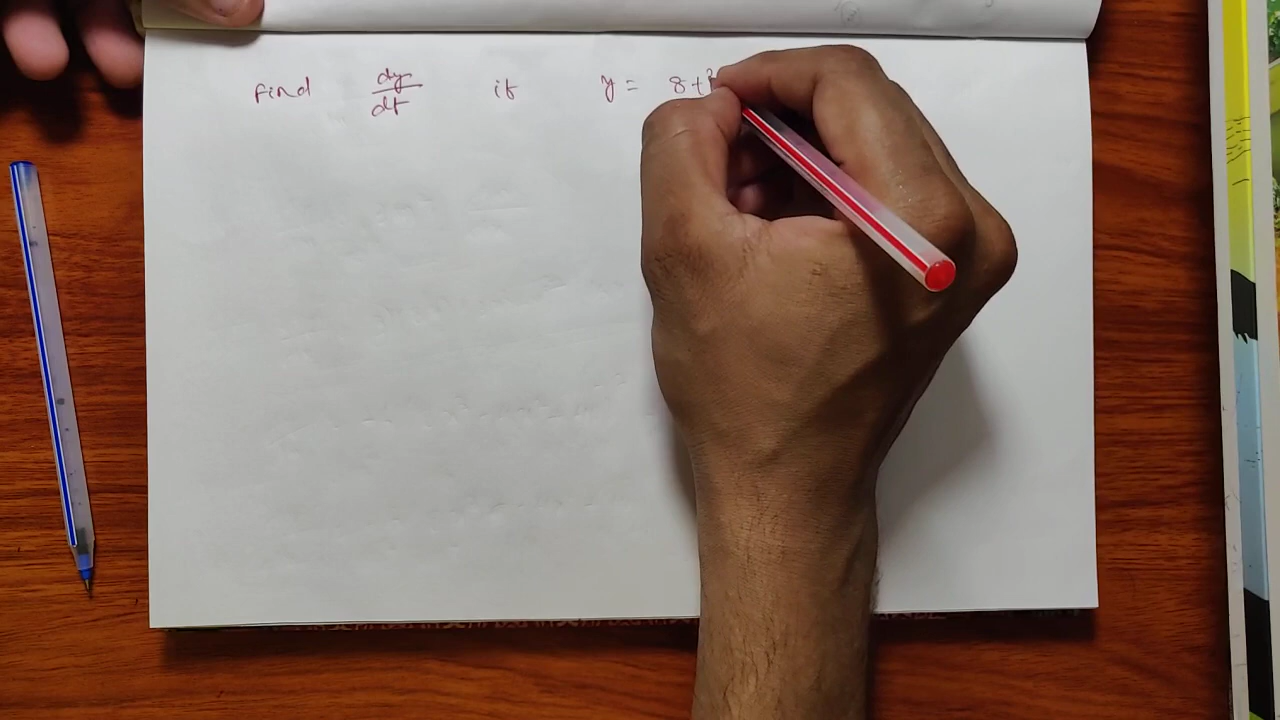 Find dy/dt if y = 8t